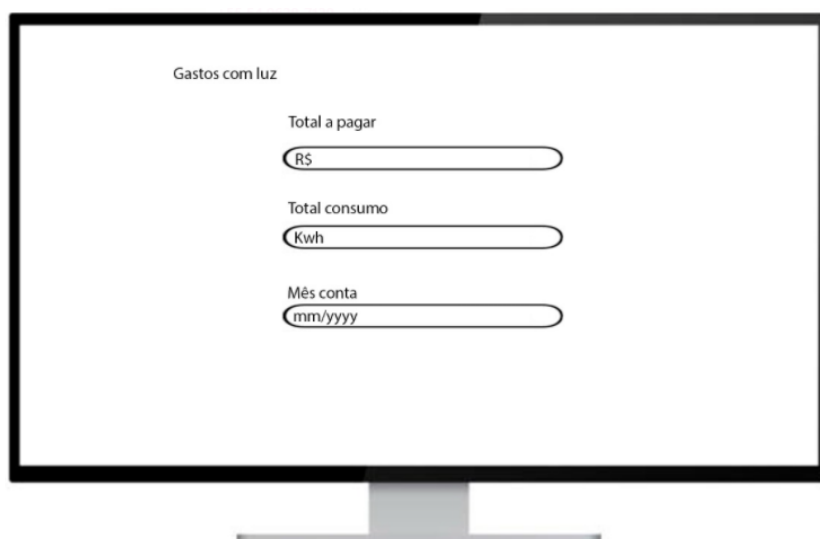 Gastos com luz
Total a pagar
R$
Total consumo
Kwh
Mês conta
mm/yyyy